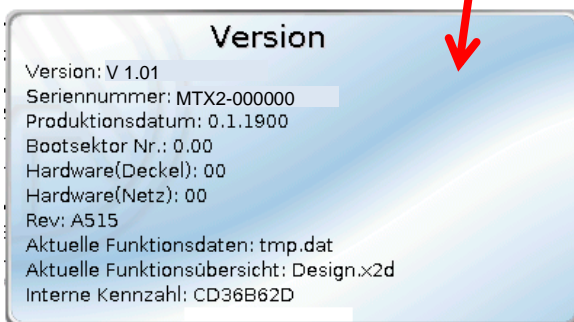 Version
Version: V 1.01
Seriennummer: MTX2-000000
Produktionsdatum: 0.1.1900
Bootsektor Nr.: 0.00
Hardware(Deckel): 00
Hardware(Netz): 00
Rev: A515
Aktuelle Funktionsdaten: tmp.dat
Aktuelle Funktionsübersicht: Design.x2d
Interne Kennzahl: CD36B62D